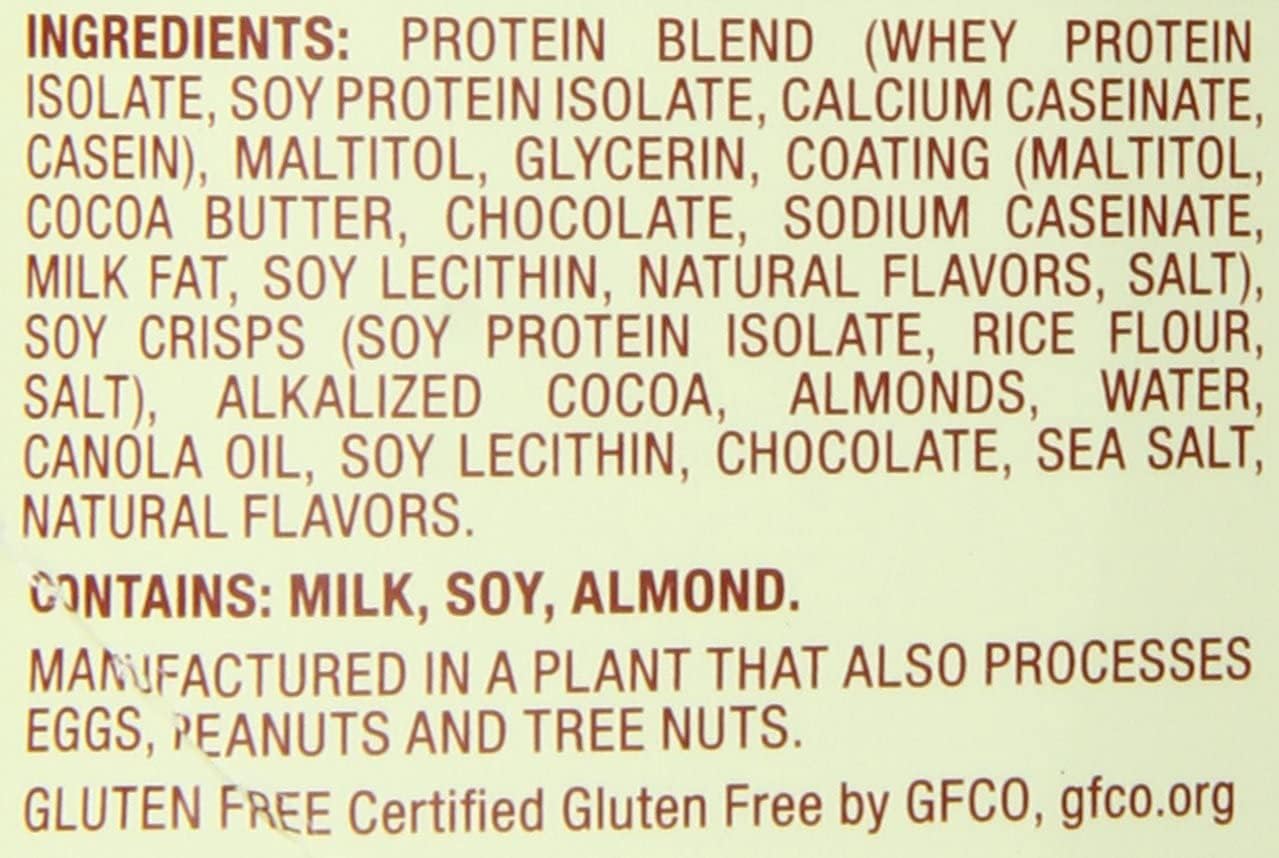 INGREDIENTS: PROTEIN BLEND (WHEY PROTEIN
ISOLATE, SOY PROTEIN ISOLATE, CALCIUM CASEINATE,
CASEIN), MALTITOL, GLYCERIN, COATING (MALTITOL,
COCOA BUTTER, CHOCOLATE, SODIUM CASEINATE,
MILK FAT, SOY LECITHIN, NATURAL FLAVORS, SALT),
SOY CRISPS (SOY PROTEIN ISOLATE, RICE FLOUR,
SALT), ALKALIZED COCOA, ALMONDS, WATER,
CANOLA OIL, SOY LECITHIN, CHOCOLATE, SEA SALT,
NATURAL FLAVORS.
CONTAINS: MILK, SOY, ALMOND.
MANUFACTURED IN A PLANT THAT ALSO PROCESSES
EGGS, PEANUTS AND TREE NUTS.
GLUTEN FREE Certified Gluten Free by GFCO, gfco.org